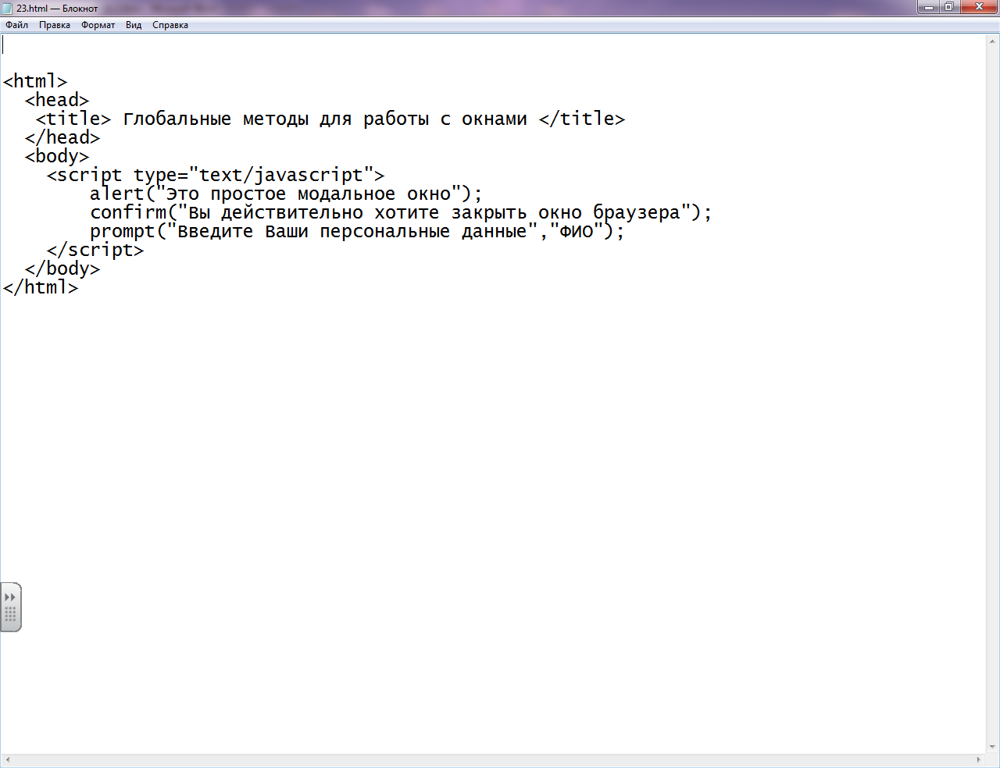 23.html — Блокнот
Файл Правка Формат Вид Справка
<html>
<head>
<title> Глобальные методы для работы с окнами </title>
</head>
<body>
<script type="text/javascript">
alert("Это простое модальное окно");
confirm("Вы действительно хотите закрыть окно браузера");
prompt("Введите Ваши персональные данные","ФИО");
</script>
</body>
</html>